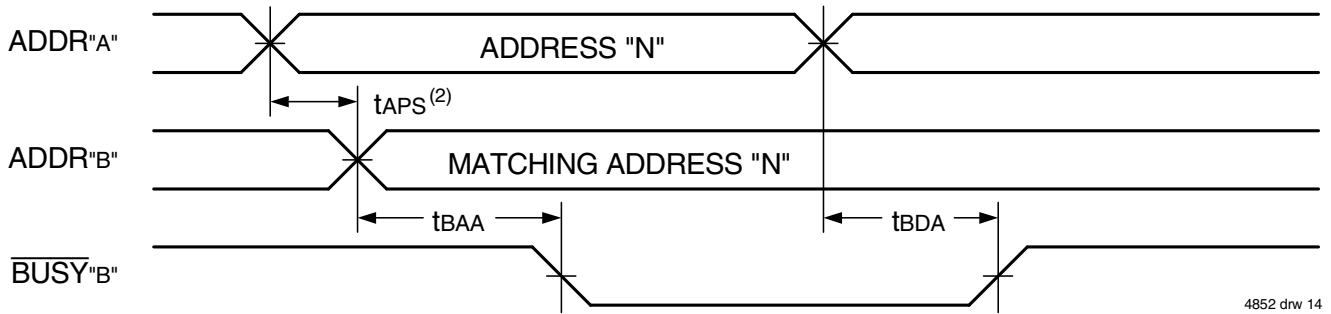 ADDR"A"
ADDRESS "N"
tAPS(2)
ADDR"B"
MATCHING ADDRESS "N"
tBAA
tBDA
BUSY"B"
4852 drw 14